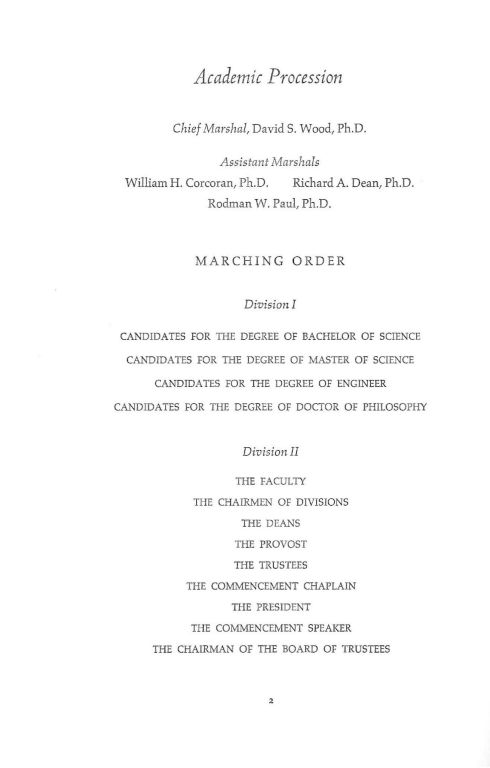 Academic Procession
Chief Marshal, David S. Wood, Ph.D.
Assistant Marshals
William H. Corcoran, Ph.D. Richard A. Dean, Ph.D.
Rodman W. Paul, Ph.D.
MARCHING ORDER
Division I
CANDIDATES FOR THE DEGREE OF BACHELOR OF SCIENCE
CANDIDATES FOR THE DEGREE OF MASTER OF SCIENCE
CANDIDATES FOR THE DEGREE OF ENGINEER
CANDIDATES FOR THE DEGREE OF DOCTOR OF PHILOSOPHY
Division II
THE FACULTY
THE CHAIRMEN OF DIVISIONS
THE DEANS
THE PROVOST
THE TRUSTEES
THE COMMENCEMENT CHAPLAIN
THE PRESIDENT
THE COMMENCEMENT SPEAKER
THE CHAIRMAN OF THE BOARD OF TRUSTEES
2